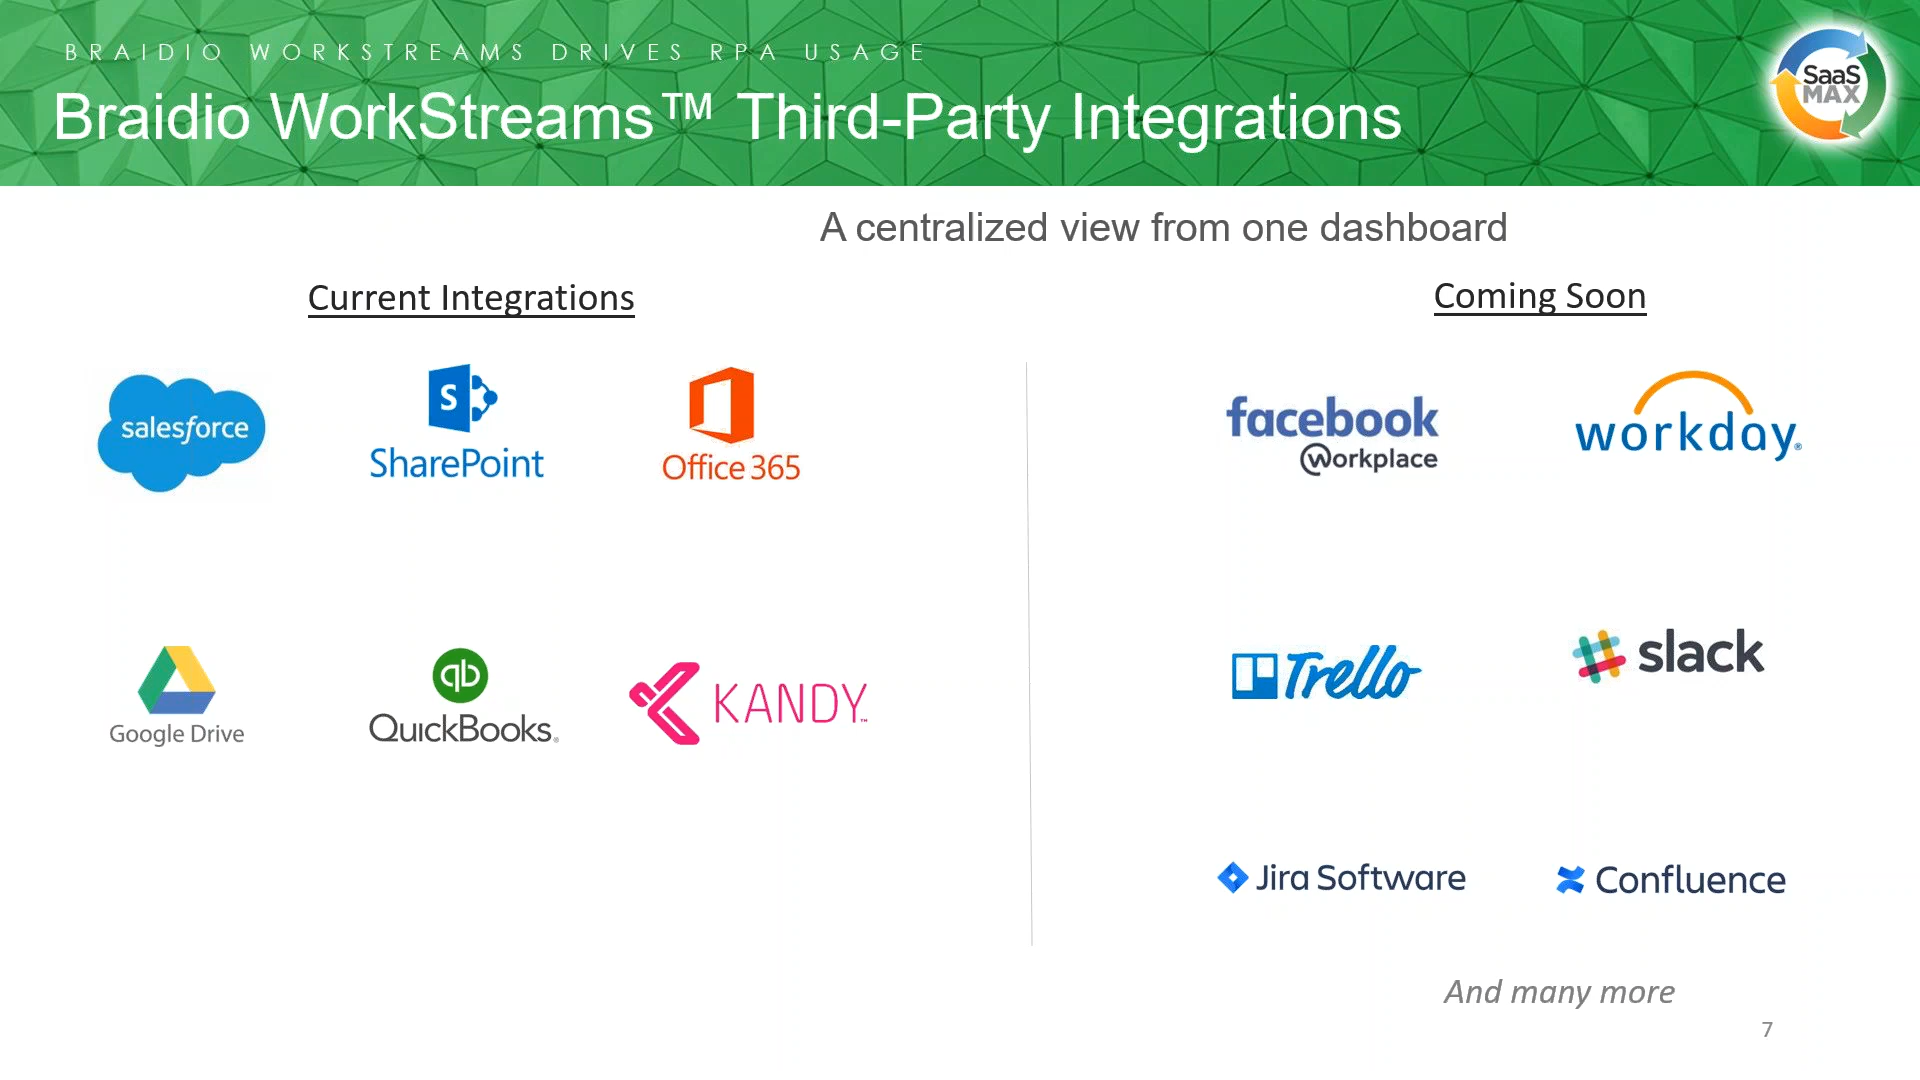 BRAIDIO WORKSTREAMS DRIVES RPA USAGE
Braidio WorkStreams™ Third-Party Integrations
SaaS
MAX
A centralized view from one dashboard
Current Integrations
salesforce
S
SharePoint
Office 365
Google Drive
qb
QuickBooks®
KANDY™
Coming Soon
facebook
@workplace
workday®
Trello
slack
Jira Software
Confluence
And many more
7